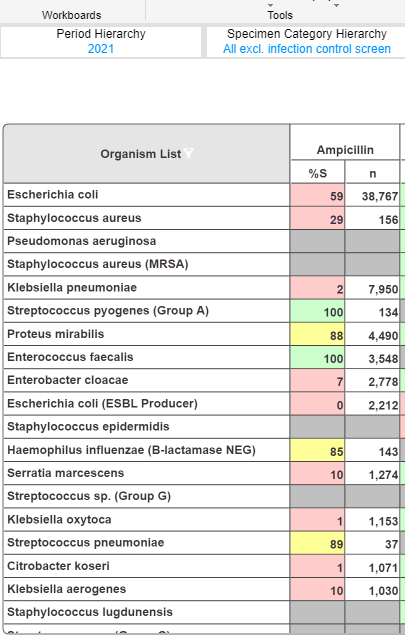 Workboards Tools
Period Hierarchy Specimen Category Hierarchy
2021 All excl. infection control screen
Organism List Ampicillin
%S n
Escherichia coli 59 38,767
Staphylococcus aureus 29 156
Pseudomonas aeruginosa
Staphylococcus aureus (MRSA)
Klebsiella pneumoniae 2 7,950
Streptococcus pyogenes (Group A) 100 134
Proteus mirabilis 88 4,490
Enterococcus faecalis 100 3,548
Enterobacter cloacae 7 2,778
Escherichia coli (ESBL Producer) 0 2,212
Staphylococcus epidermidis
Haemophilus influenzae (B-lactamase NEG) 85 143
Serratia marcescens 10 1,274
Streptococcus sp. (Group G)
Klebsiella oxytoca 1 1,153
Streptococcus pneumoniae 89 37
Citrobacter koseri 1 1,071
Klebsiella aerogenes 10 1,030
Staphylococcus lugdunensis